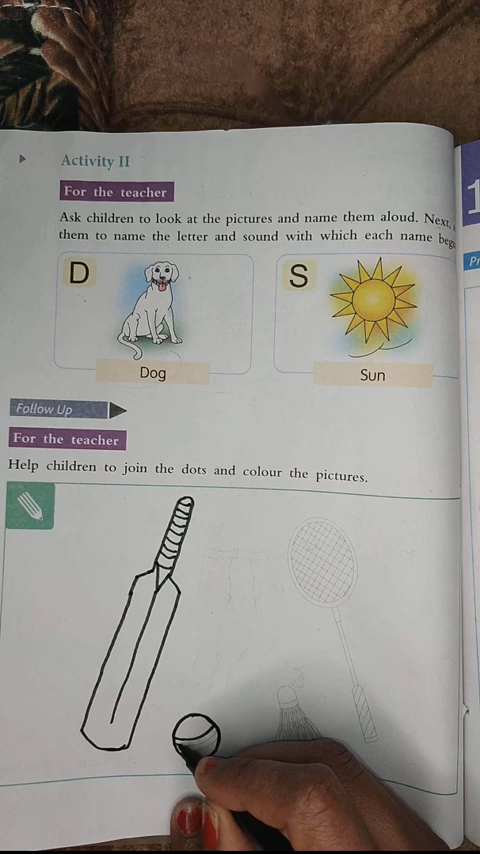 Activity II
For the teacher
Ask children to look at the pictures and name them aloud. Next,
them to name the letter and sound with which each name
D
S
Dog
Sun
Follow Up
For the teacher
Help children to join the dots and colour the pictures.
1